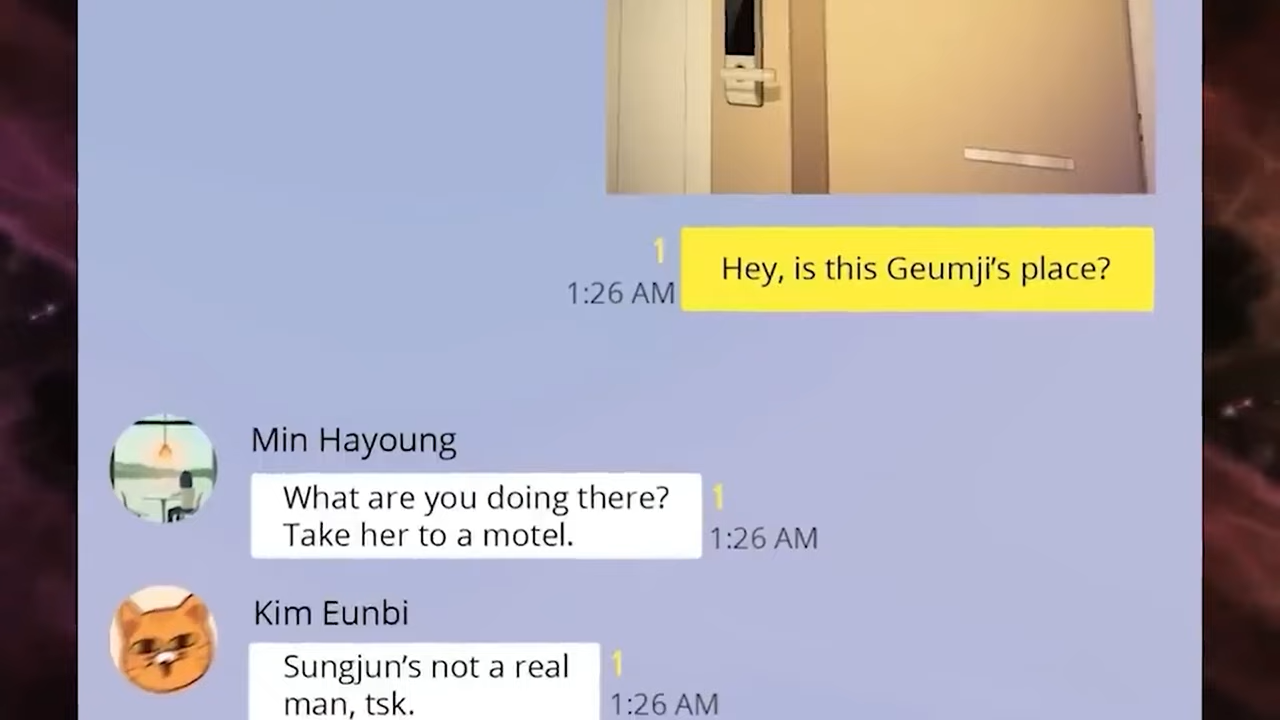 1
1:26 AM
Hey, is this Geumji’s place?
Min Hayoung
What are you doing there?
Take her to a motel.
1
1:26 AM
Kim Eunbi
Sungjun’s not a real
man, tsk.
1
1:26 AM